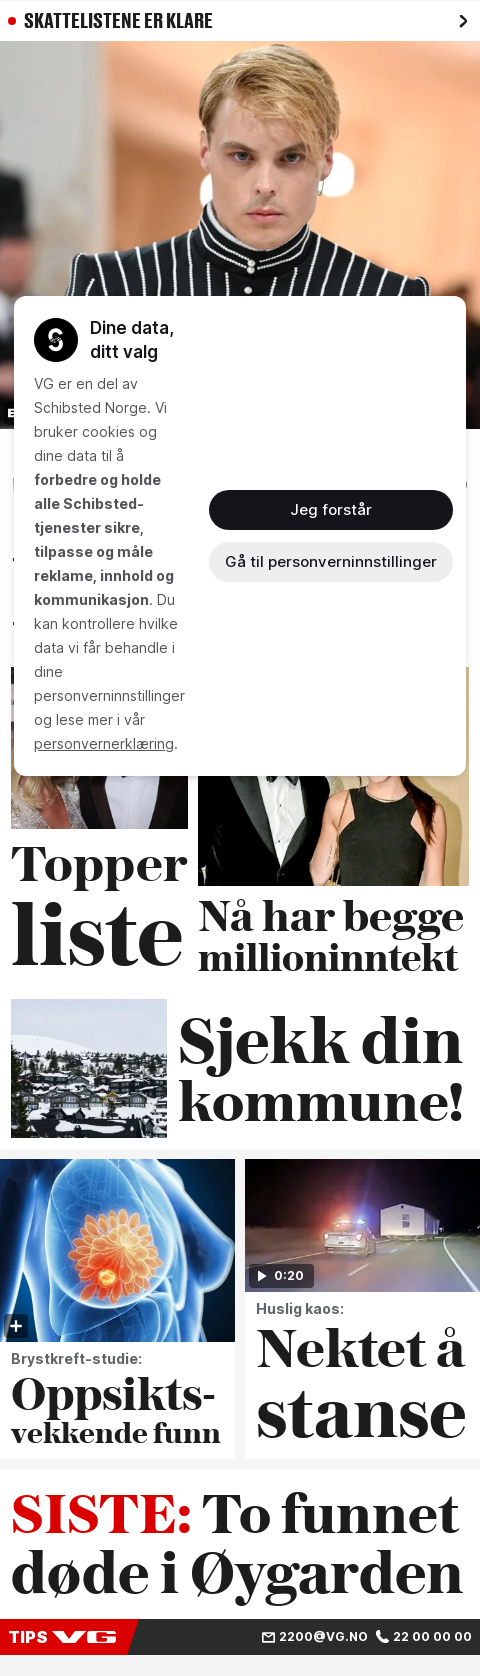 SKATTELISTENE ER KLARE
Dine data,
ditt valg
VG er en del av
Schibsted Norge. Vi
bruker cookies og
dine data til å
forbedre og holde
alle Schibsted-
tjenester sikre,
tilpasse og måle
reklame, innhold og
kommunikasjon. Du
kan kontrollere hvilke
data vi får behandle i
dine
personverninnstillinger
og lese mer i vår
personvernerklæring.
Jeg forstår
Gå til personverninnstillinger
Topper
liste
Nå har begge
millioninntekt
Sjekk din
kommune!
0:20
Brystkreft-studie:
Oppsikts-
vekkende funn
Huslig kaos:
Nektet å
stanse
SISTE: To funnet
døde i Øygarden
TIPS VG
2200@VG.NO 22 00 00 00